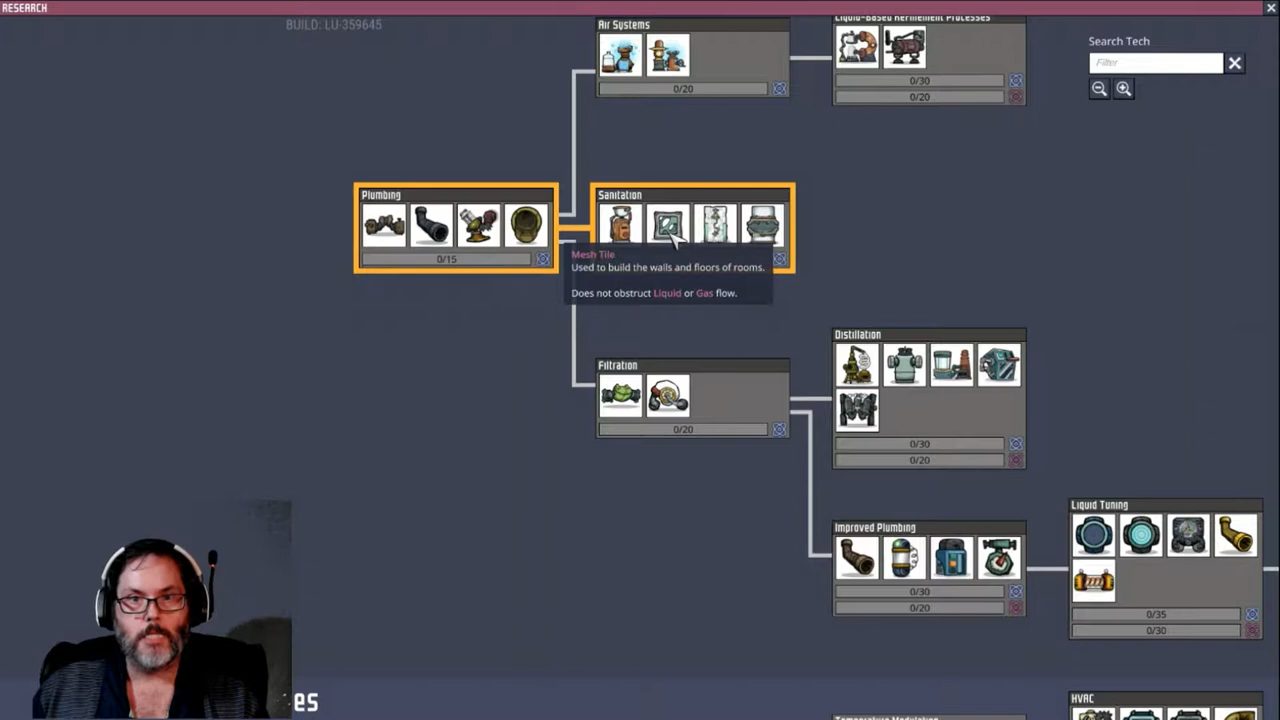 RESEARCH
BUILD: LU-359645
Air Systems
0/20
Liquid-Based Refinement Processes
0/30
0/20
Search Tech
Filter
Plumbing
0/15
Sanitation
Mesh Tile
Used to build the walls and floors of rooms.
Does not obstruct Liquid or Gas flow.
Filtration
0/20
Distillation
0/30
0/20
Improved Plumbing
0/30
0/20
Liquid Tuning
0/35
0/30
es
HVAC
Temperature Modulation